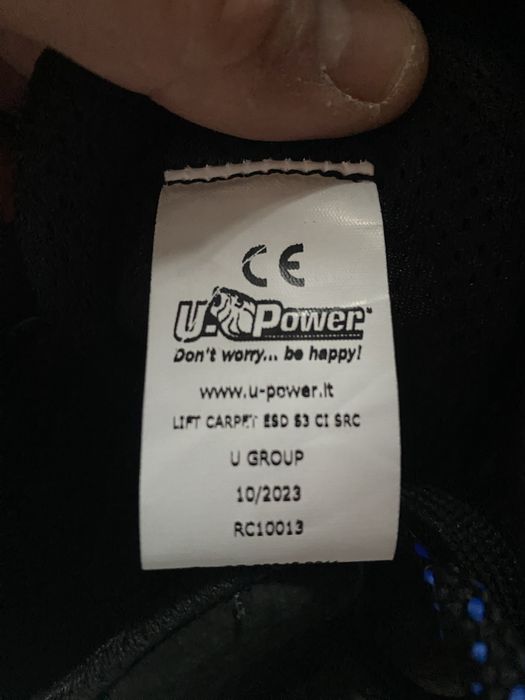 CE
U-Power
Don't worry... be happy!
www.u-power.it
LIFT CARPET ESD S3 CI SRC
U GROUP
10/2023
RC10013